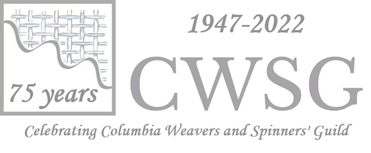 1947-2022
75 years
CWSG
Celebrating Columbia Weavers and Spinners' Guild